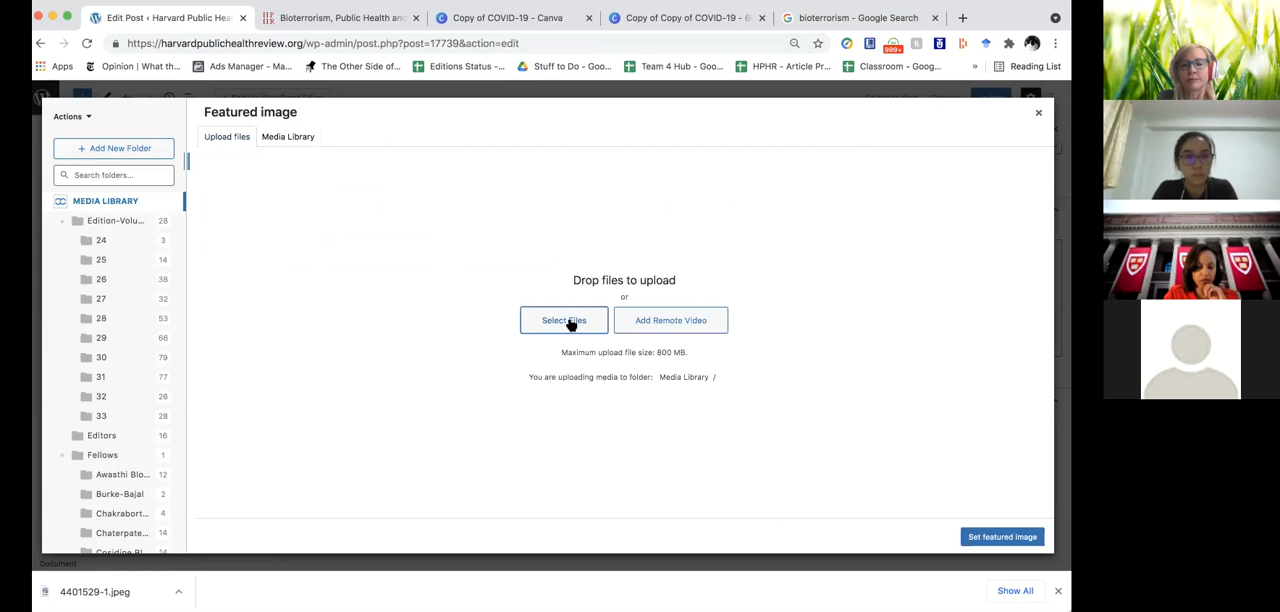 Edit Post ‹ Harvard Public Hea
Bioterrorism, Public Health and
Copy of COVID-19 - Canva
Copy of Copy of COVID-19 - 6
bioterrorism - Google Search
https://harvardpublichealthreview.org/wp-admin/post.php?post=17739&action=edit
999+
Apps
Opinion | What th...
Ads Manager - Ma...
The Other Side of...
Editions Status -...
Stuff to Do - Goo...
Team 4 Hub - Goo...
HPHR - Article Pr...
Classroom - Goog...
»
Reading List
Actions
Featured image
Upload files
Media Library
+ Add New Folder
Search folders...
MEDIA LIBRARY
Edition-Volu... 28
24 3
25 14
26 38
27 32
28 53
29 66
30 79
31 77
32 26
33 28
Editors 16
Fellows 1
Awasthi Blo... 12
Burke-Bajal 2
Chakrabort... 4
Chaterpate... 14
Drop files to upload
or
Select Files
Add Remote Video
Maximum upload file size: 800 MB.
You are uploading media to folder: Media Library /
Set featured image
Document
4401529-1.jpeg
Show All